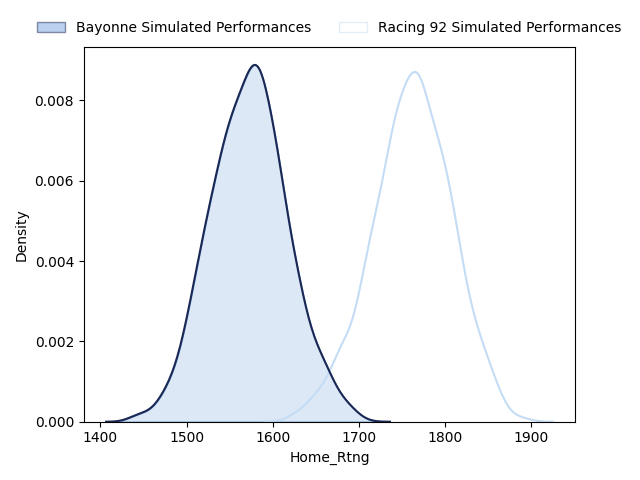 Bayonne Simulated Performances Racing 92 Simulated Performances
0.008
0.006
0.004
0.002
0.000
Density
1400 1500 1600 1700 1800 1900
Home_Rtng